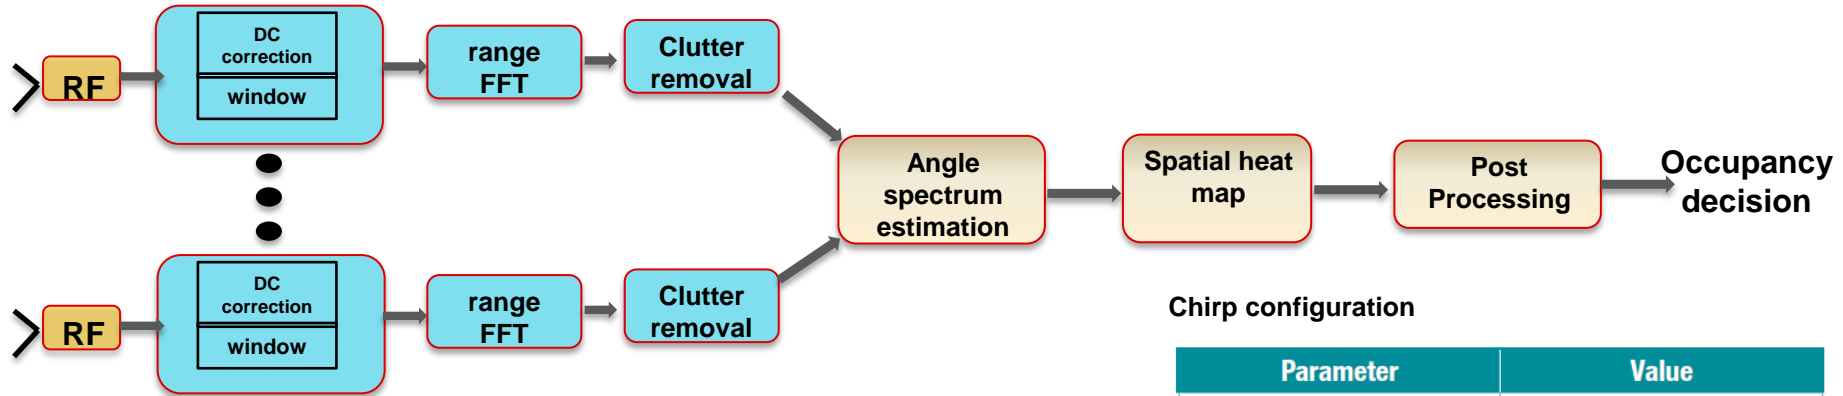 RF
DC
correction
window
range
FFT
Clutter
removal
Angle
spectrum
estimation
Spatial heat
map
Post
Processing
Occupancy
decision
RF
DC
correction
window
range
FFT
Clutter
removal
Chirp configuration
Parameter Value